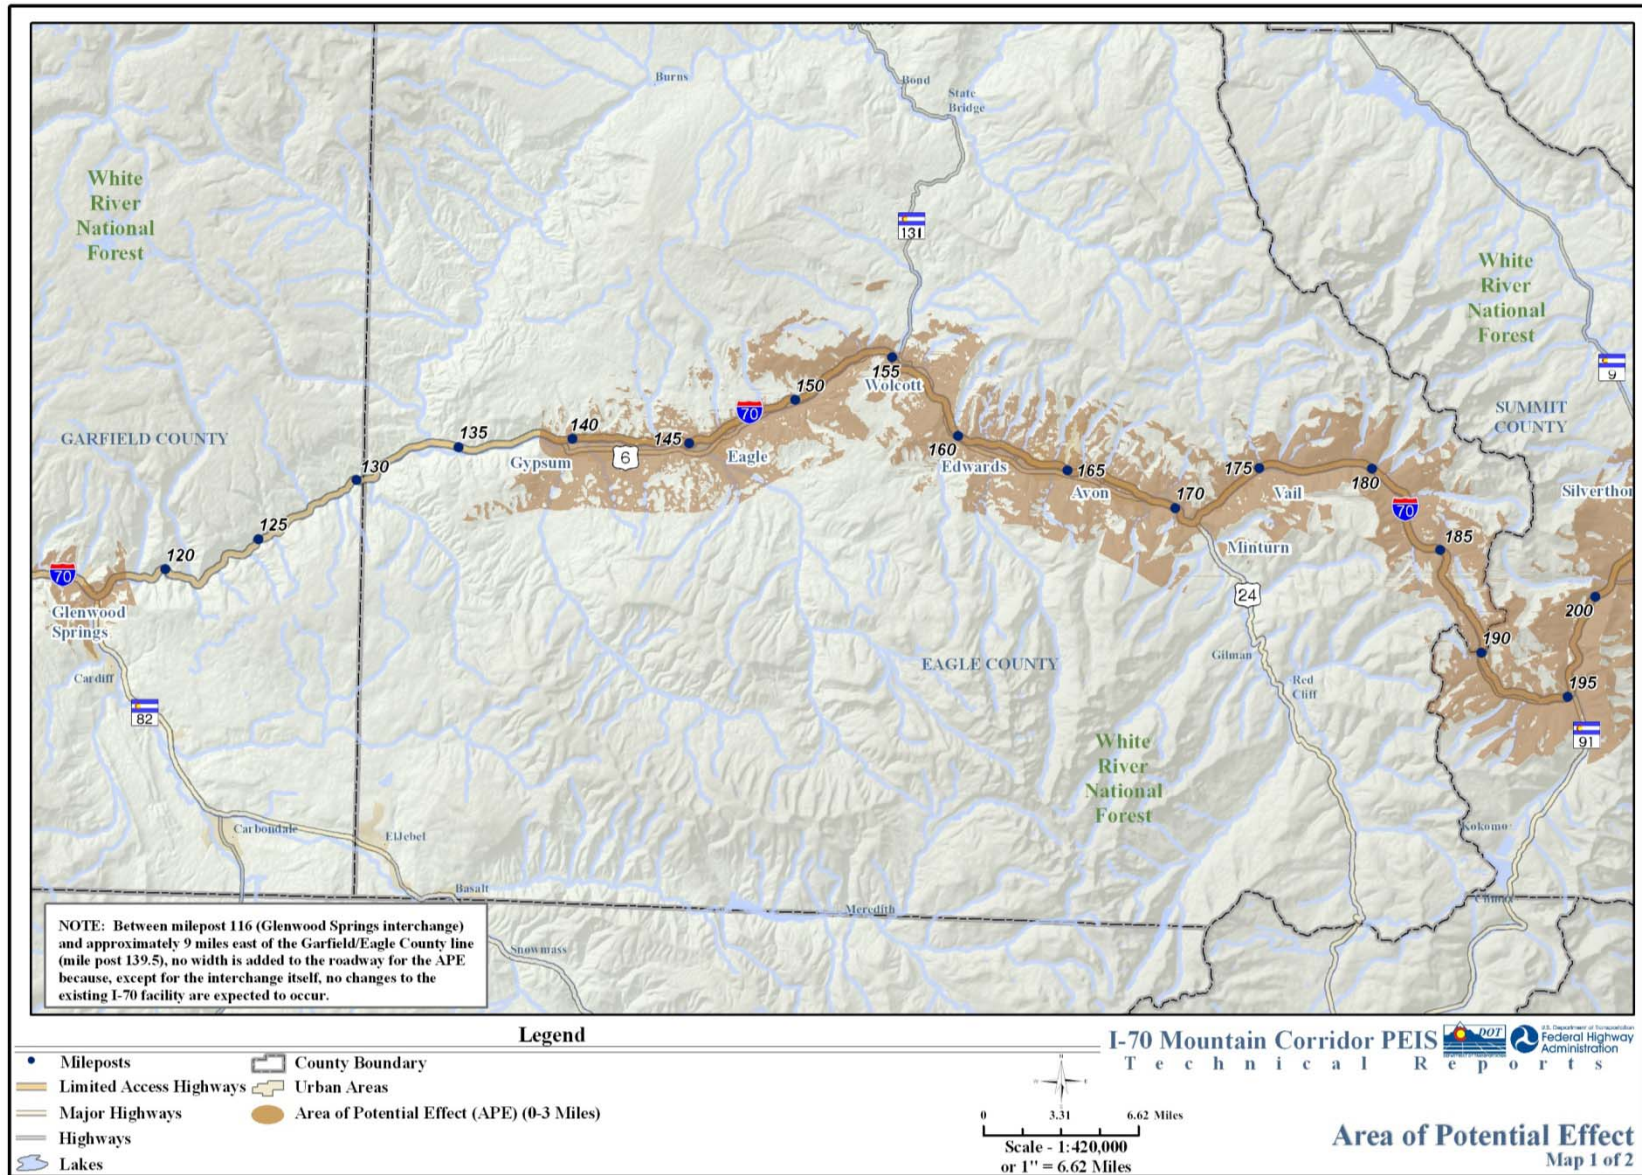 Burns
Bond
State
Bridge
White
River
National
Forest
131
White
River
National
Forest
9
155
Wolcott
150
70
SUMMIT
COUNTY
GARFIELD COUNTY
135
140
Gypsum
6
145
Eagle
160
Edwards
165
Avon
170
175
Vail
180
70
130
125
120
185
Minturn
24
70
Glenwood
Springs
200
190
Gilman
EAGLE COUNTY
Red
Cliff
195
Cardiff
82
91
White
River
National
Forest
Carbondale
ElJebel
Kokomo
Basalt
Meredith
Snowmass
NOTE: Between milepost 116 (Glenwood Springs interchange)
and approximately 9 miles east of the Garfield/Eagle County line
(mile post 139.5), no width is added to the roadway for the APE
because, except for the interchange itself, no changes to the
existing I-70 facility are expected to occur.
Legend
Mileposts
Limited Access Highways
Major Highways
Highways
Lakes
County Boundary
Urban Areas
Area of Potential Effect (APE) (0-3 Miles)
0 3.31 6.62 Miles
Scale - 1:420,000
or 1" = 6.62 Miles
I-70 Mountain Corridor PEIS
Technical Reports
DOT
U.S. Department of Transportation
Federal Highway
Administration
Area of Potential Effect
Map 1 of 2